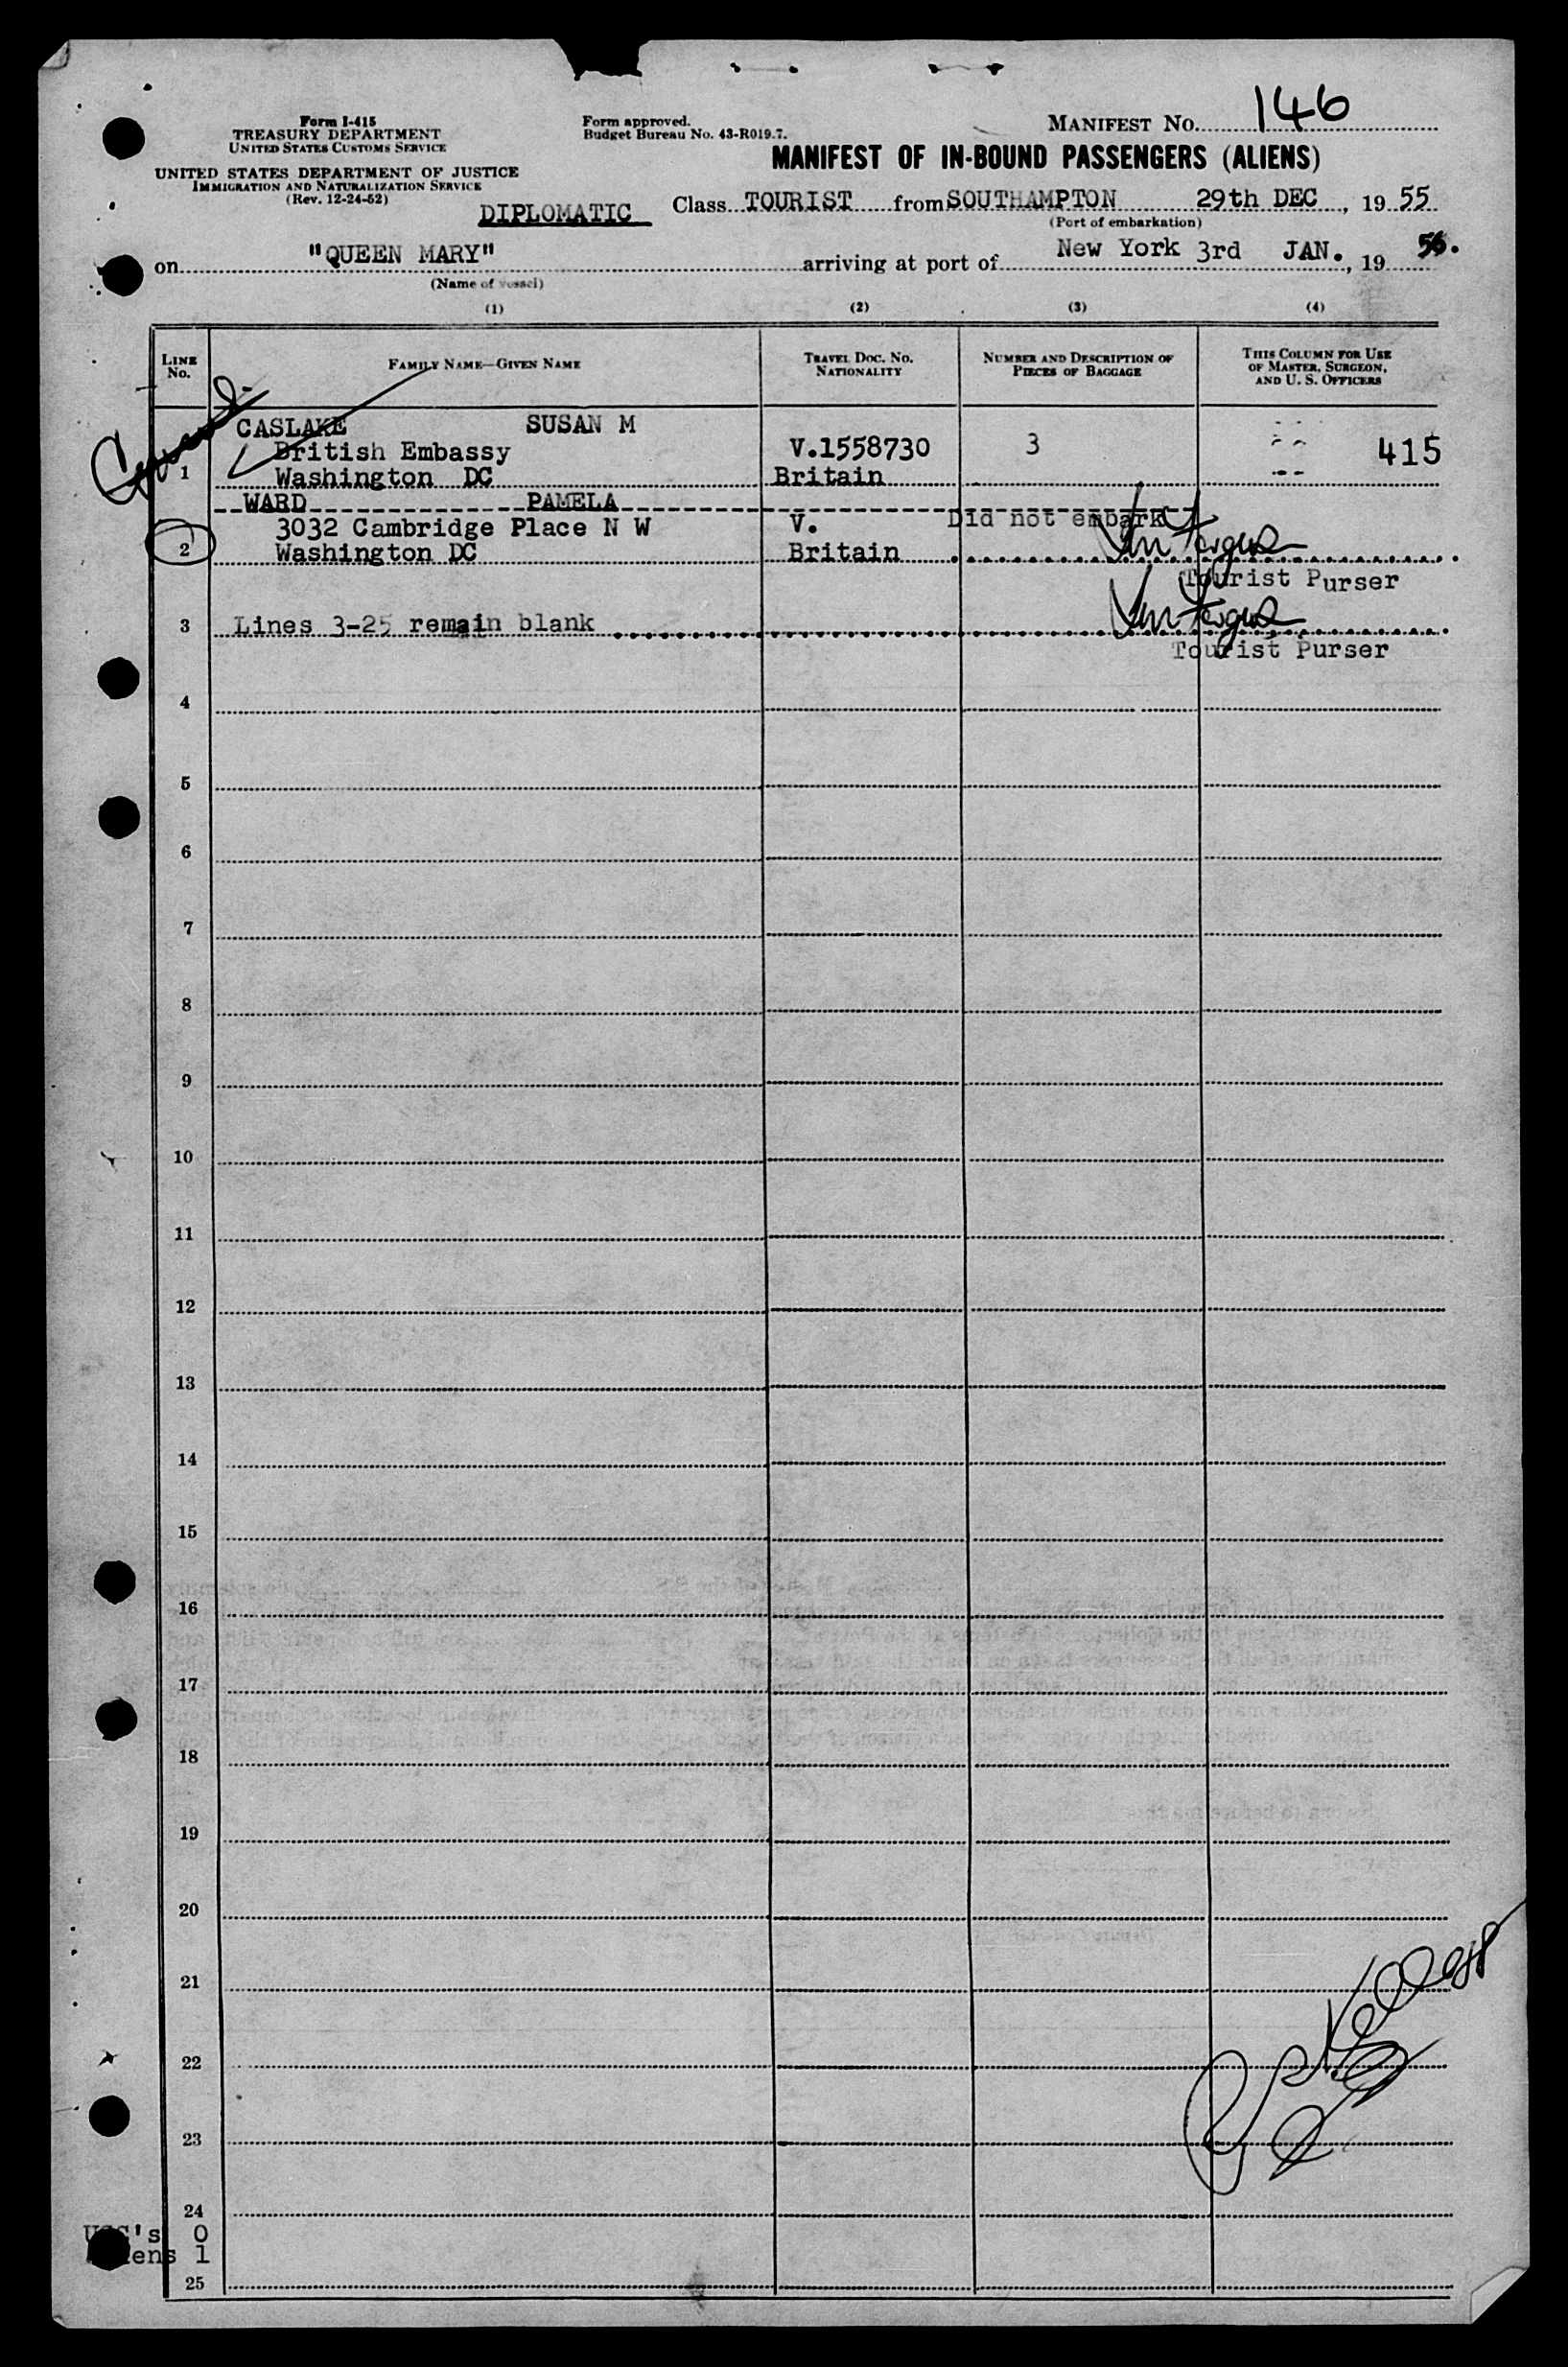 Form I-415
TREASURY DEPARTMENT
UNITED STATES CUSTOMS SERVICE
UNITED STATES DEPARTMENT OF JUSTICE
IMMIGRATION AND NATURALIZATION SERVICE
(Rev. 12-24-52)
Form approved.
Budget Bureau No. 43-R019.7.
MANIFEST No. 146
MANIFEST OF IN-BOUND PASSENGERS (ALIENS)
DIPLOMATIC Class TOURIST from SOUTHAMPTON 29th DEC , 19 55
(Port of embarkation)
on "QUEEN MARY" arriving at port of New York 3rd JAN. , 19 56.
(Name of vessel)
(1) (2) (3) (4)
LINE No. FAMILY NAME—GIVEN NAME TRAVEL DOC. No. NATIONALITY NUMBER AND DESCRIPTION OF PIECES OF BAGGAGE THIS COLUMN FOR USE OF MASTER, SURGEON, AND U. S. OFFICERS
CASLAKE SUSAN M
British Embassy V.1558730 3 415
1 Washington DC Britain
WARD PAMELA
3032 Cambridge Place N W V. Did not embark
2 Washington DC Britain
Tourist Purser
3 Lines 3-25 remain blank
Tourist Purser
4
5
6
7
8
9
10
11
12
13
14
15
16
17
18
19
20
21
22
23
24
0
1
25